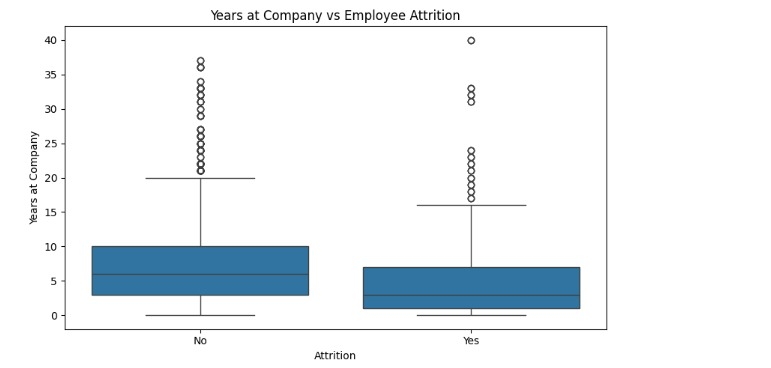 Years at Company vs Employee Attrition
Years at Company
40
35
30
25
20
15
10
5
0
No
Yes
Attrition